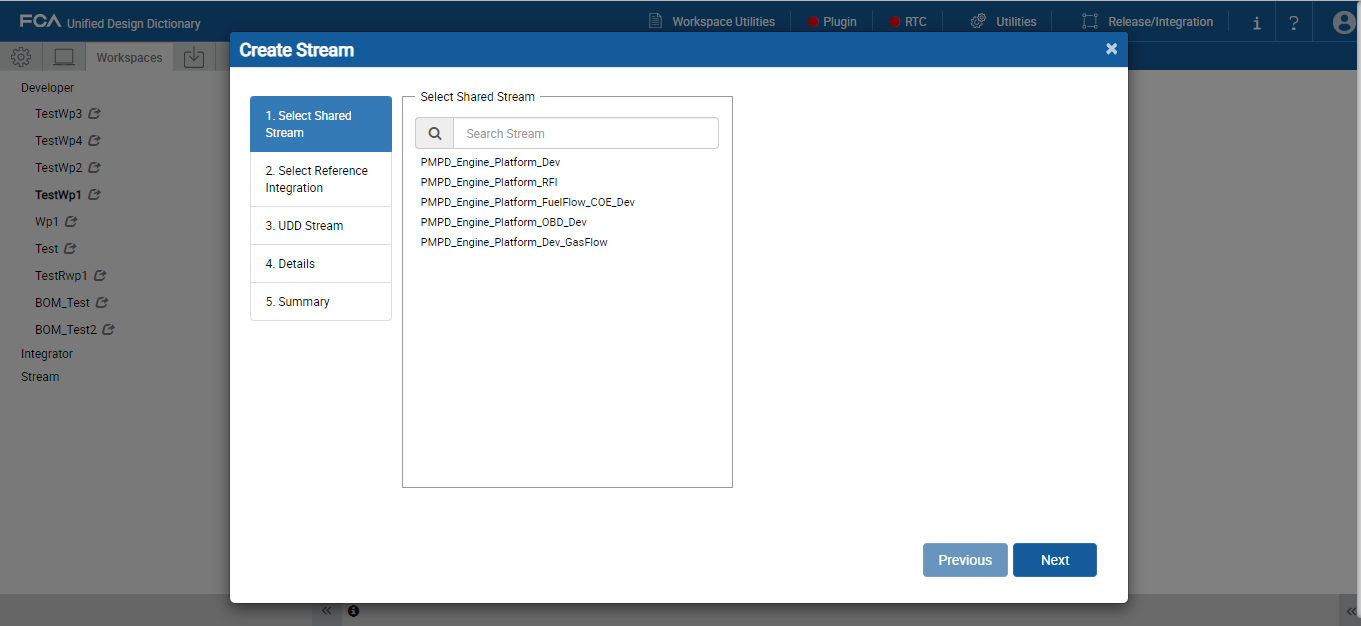 FCA Unified Design Dictionary
Workspace Utilities
Plugin
RTC
Utilities
Release/Integration
Workspaces
Developer
TestWp3
TestWp4
TestWp2
TestWp1
Wp1
Test
TestRwp1
BOM_Test
BOM_Test2
Integrator
Stream
Create Stream
1. Select Shared
Stream
2. Select Reference
Integration
3. UDD Stream
4. Details
5. Summary
Select Shared Stream
Search Stream
PMPD_Engine_Platform_Dev
PMPD_Engine_Platform_RFI
PMPD_Engine_Platform_FuelFlow_COE_Dev
PMPD_Engine_Platform_OBD_Dev
PMPD_Engine_Platform_Dev_GasFlow
Previous
Next